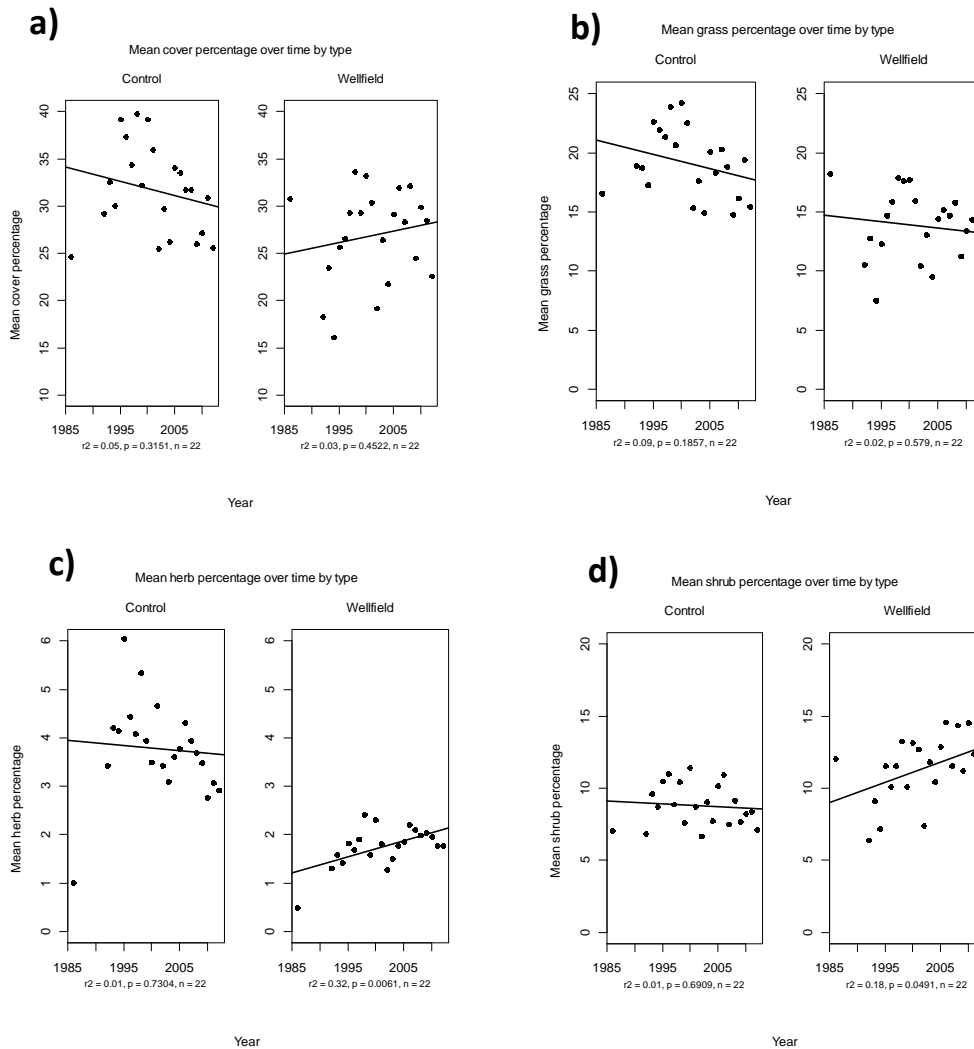 a)
Mean cover percentage over time by type
Control
Wellfield
Mean cover percentage
40
35
30
25
20
15
10
40
35
30
25
20
15
10
1985 1995 2005
1985 1995 2005
r2 = 0.05, p = 0.3151, n = 22
r2 = 0.03, p = 0.4522, n = 22
Year
b)
Mean grass percentage over time by type
Control
Wellfield
Mean grass percentage
25
20
15
10
5
0
25
20
15
10
5
0
1985 1995 2005
1985 1995 2005
r2 = 0.09, p = 0.1857, n = 22
r2 = 0.02, p = 0.579, n = 22
Year
c)
Mean herb percentage over time by type
Control
Wellfield
Mean herb percentage
6
5
4
3
2
1
0
6
5
4
3
2
1
0
1985 1995 2005
1985 1995 2005
r2 = 0.01, p = 0.7304, n = 22
r2 = 0.32, p = 0.0061, n = 22
Year
d)
Mean shrub percentage over time by type
Control
Wellfield
Mean shrub percentage
20
15
10
5
0
20
15
10
5
0
1985 1995 2005
1985 1995 2005
r2 = 0.01, p = 0.6909, n = 22
r2 = 0.18, p = 0.0491, n = 22
Year